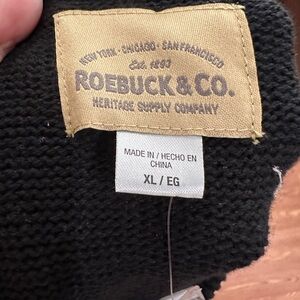 NEW YORK · CHICAGO · SAN FRANCISCO
Est. 1893
ROEBUCK & CO.
HERITAGE SUPPLY COMPANY
MADE IN / HECHO EN
CHINA
XL / EG